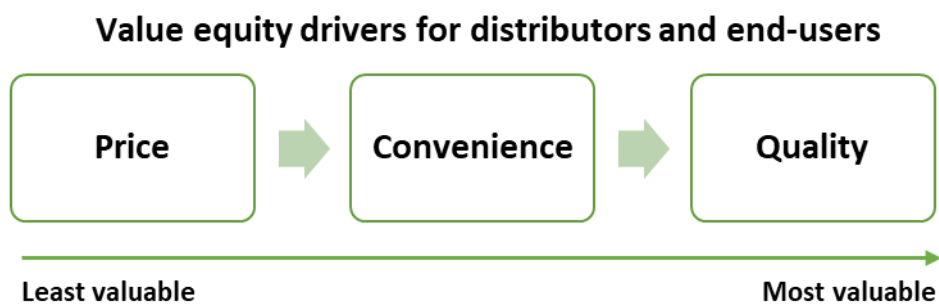 Value equity drivers for distributors and end-users
Price
Convenience
Quality
Least valuable
Most valuable